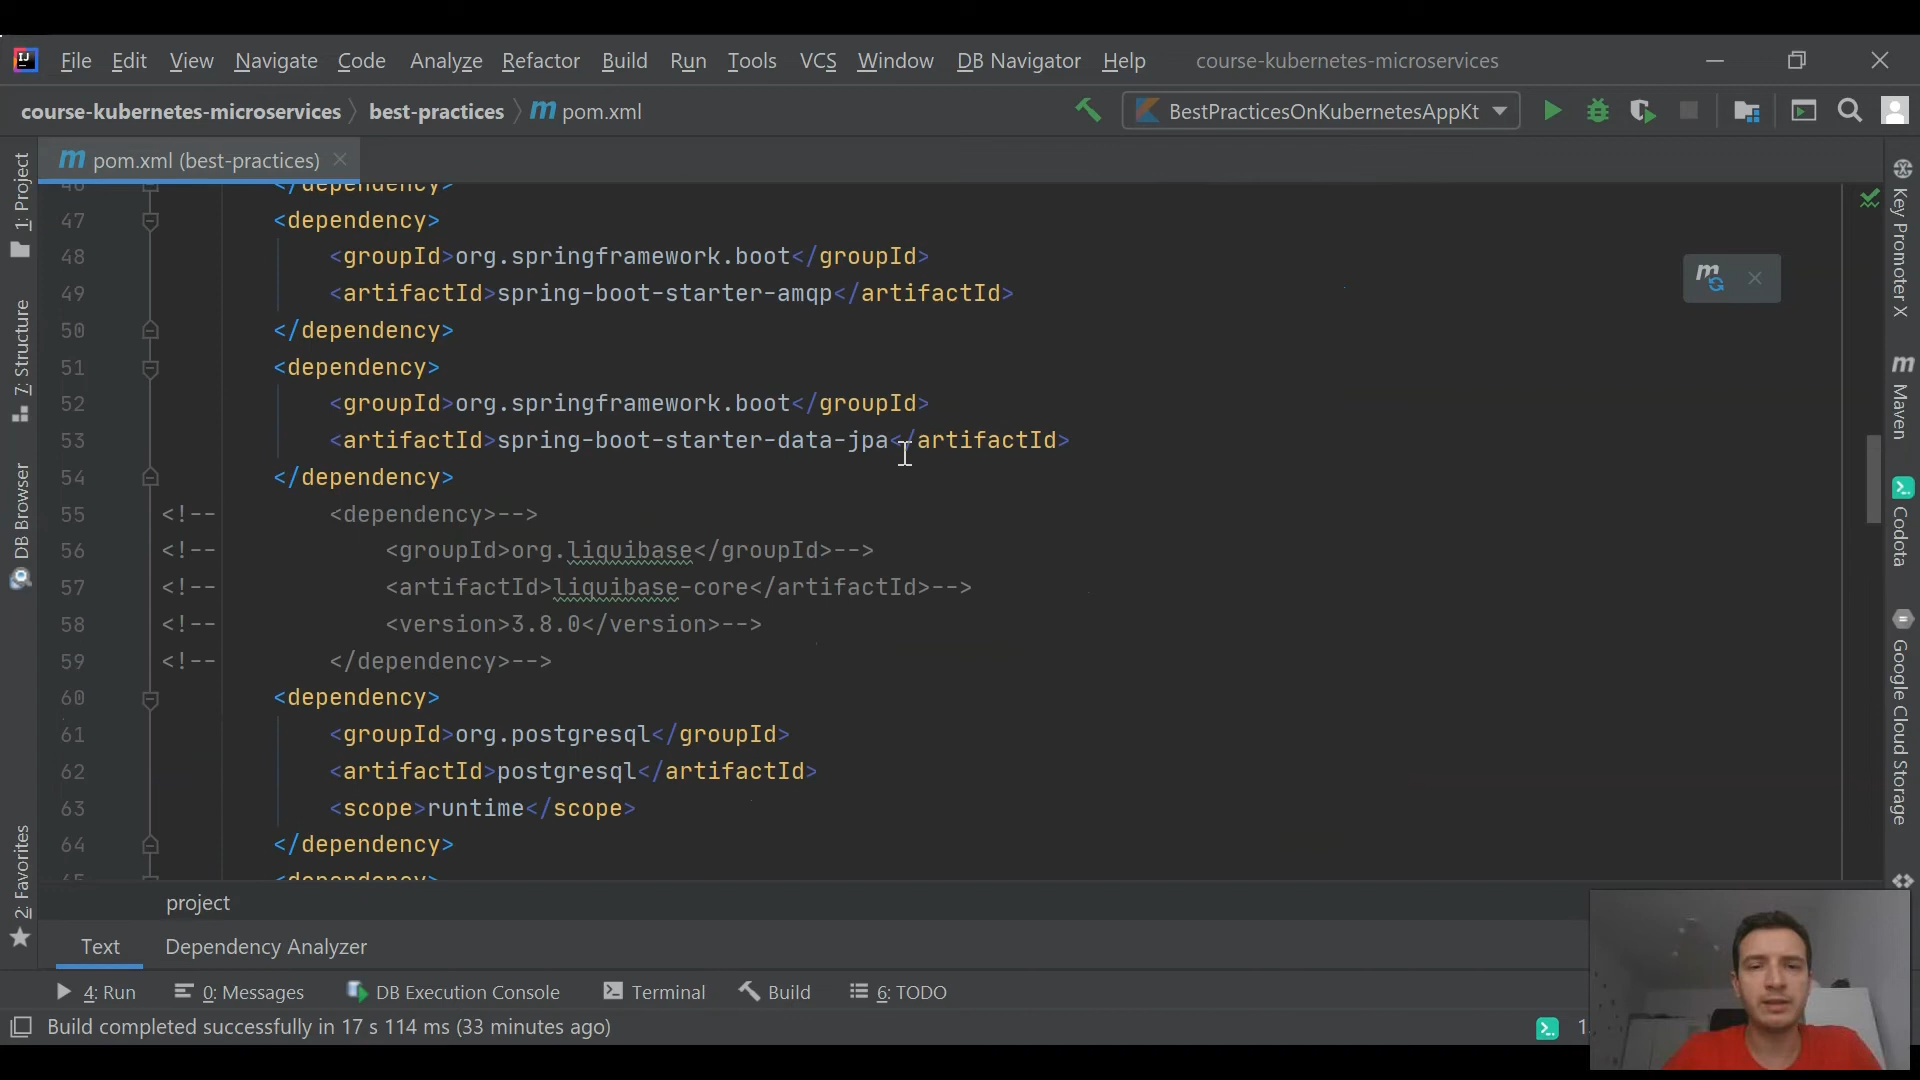 IJ File Edit View Navigate Code Analyze Refactor Build Run Tools VCS Window DB Navigator Help course-kubernetes-microservices
course-kubernetes-microservices best-practices m pom.xml BestPracticesOnKubernetesAppKt
m pom.xml (best-practices)
46 </dependency>
47 <dependency>
48 <groupId>org.springframework.boot</groupId>
49 <artifactId>spring-boot-starter-amqp</artifactId>
50 </dependency>
51 <dependency>
52 <groupId>org.springframework.boot</groupId>
53 <artifactId>spring-boot-starter-data-jpa</artifactId>
54 </dependency>
55 <!-- <dependency>-->
56 <!-- <groupId>org.liquibase</groupId>-->
57 <!-- <artifactId>liquibase-core</artifactId>-->
58 <!-- <version>3.8.0</version>-->
59 <!-- </dependency>-->
60 <dependency>
61 <groupId>org.postgresql</groupId>
62 <artifactId>postgresql</artifactId>
63 <scope>runtime</scope>
64 </dependency>
65 <dependency>
project
Text Dependency Analyzer
4: Run 0: Messages DB Execution Console Terminal Build 6: TODO
Build completed successfully in 17 s 114 ms (33 minutes ago)
1: Project
7: Structure
DB Browser
2: Favorites
m
Key Promoter X
m
Maven
Codota
Google Cloud Storage